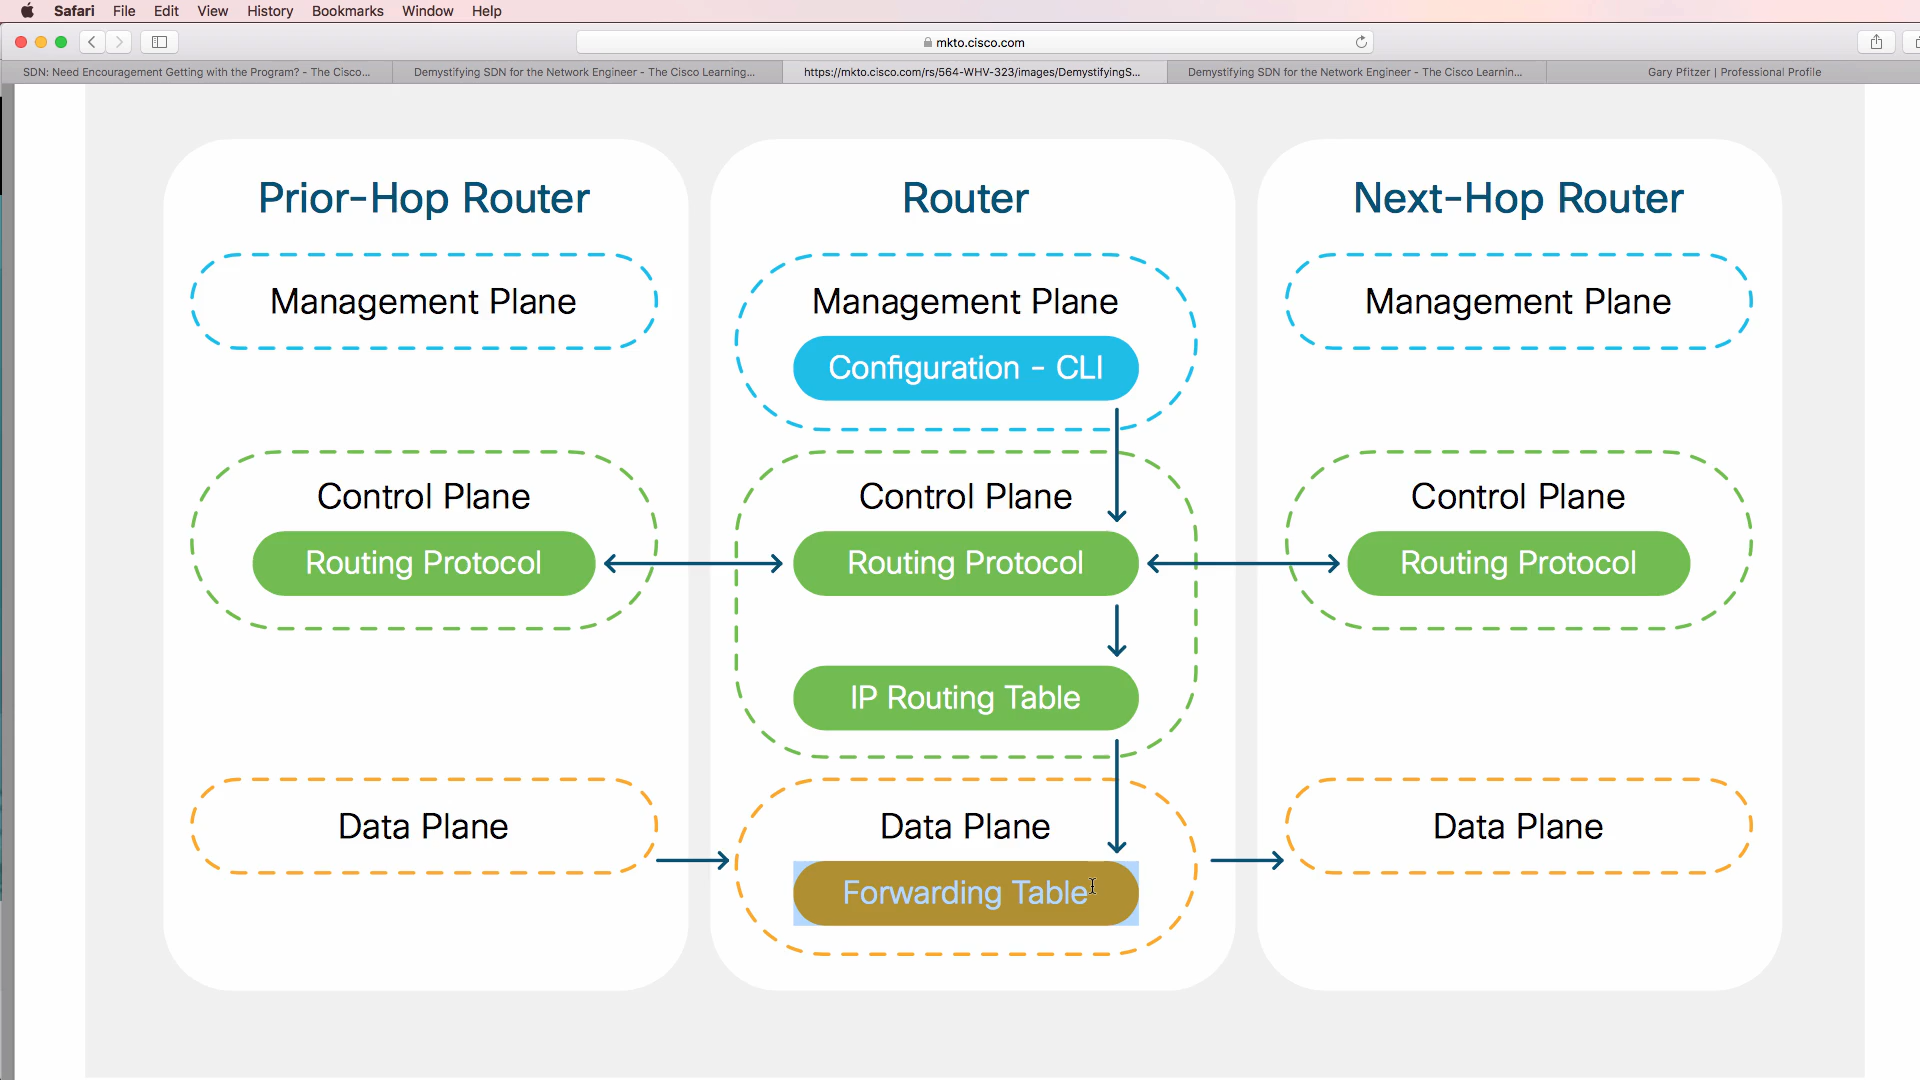 Safari File Edit View History Bookmarks Window Help
mkto.cisco.com
SDN: Need Encouragement Getting with the Program? - The Cisco...
Demystifying SDN for the Network Engineer - The Cisco Learning...
https://mkto.cisco.com/rs/564-WHV-323/images/DemystifyingS...
Demystifying SDN for the Network Engineer - The Cisco Learnin...
Gary Pfitzer | Professional Profile
Prior-Hop Router
Management Plane
Control Plane
Routing Protocol
Data Plane
Router
Management Plane
Configuration - CLI
Control Plane
Routing Protocol
IP Routing Table
Data Plane
Forwarding Table
Next-Hop Router
Management Plane
Control Plane
Routing Protocol
Data Plane